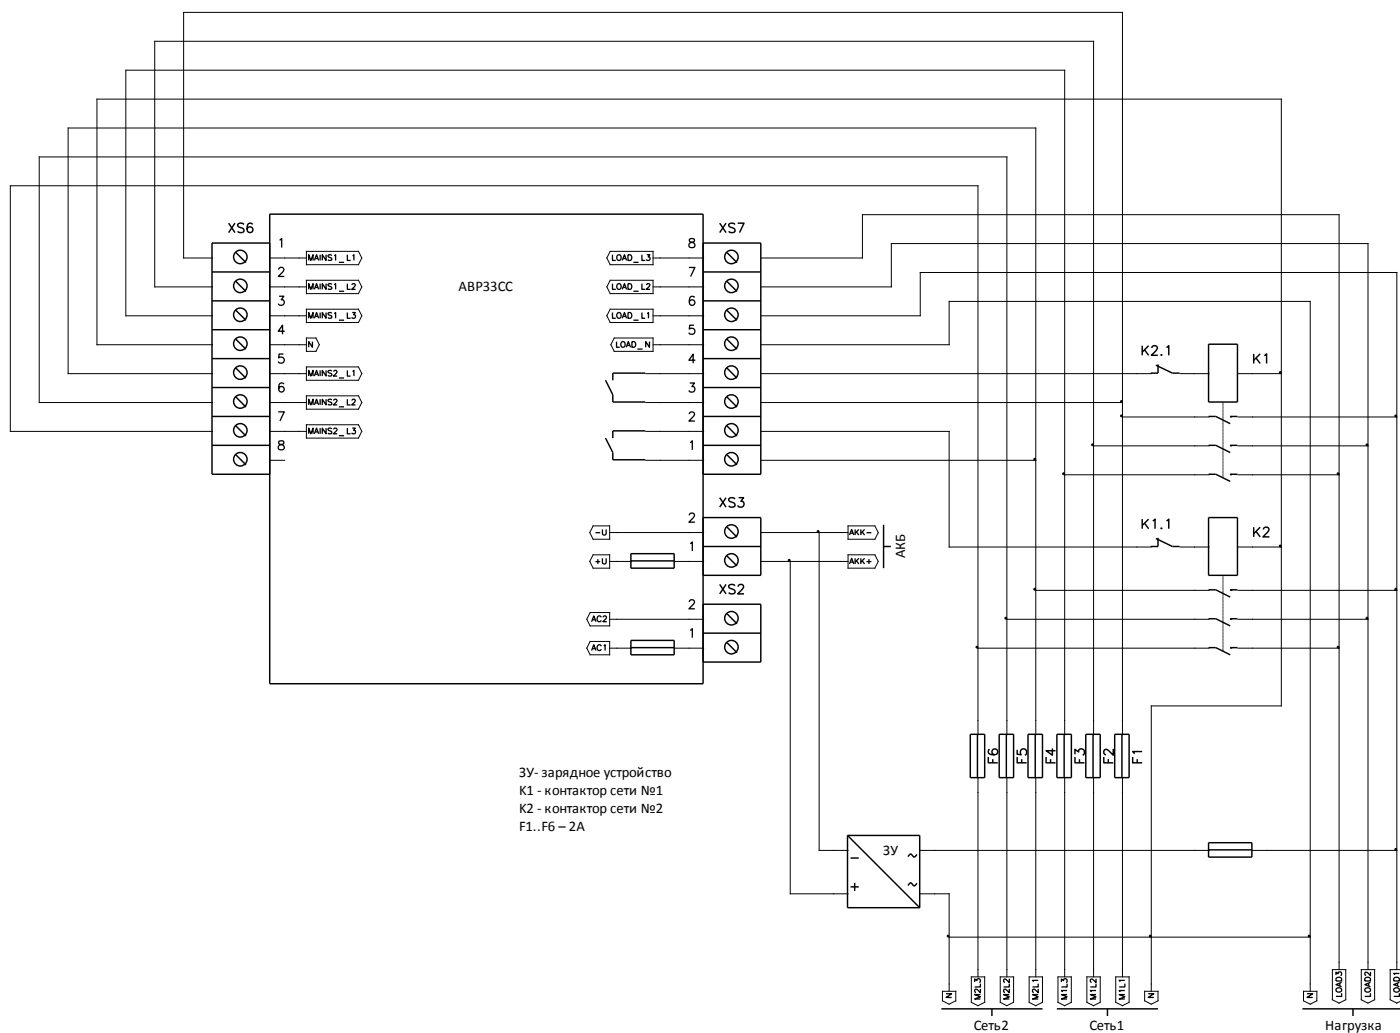 XS6
1
MAINS1_L1
2
MAINS1_L2
3
MAINS1_L3
4
N
5
MAINS2_L1
6
MAINS2_L2
7
MAINS2_L3
8
АВР33СС
XS7
8
LOAD_L3
7
LOAD_L2
6
LOAD_L1
5
LOAD_N
4
3
2
1
XS3
2
-U
1
+U
AKK-
AKK+
АКБ
XS2
2
AC2
1
AC1
K2.1
K1
K1.1
K2
F6
F5
F4
F3
F2
F1
ЗУ- зарядное устройство
К1 - контактор сети №1
К2 - контактор сети №2
F1..F6 – 2А
ЗУ
−
~
+
~
N
M2L3
M2L2
M2L1
M1L3
M1L2
M1L1
N
N
LOAD3
LOAD2
LOAD1
Сеть2
Сеть1
Нагрузка